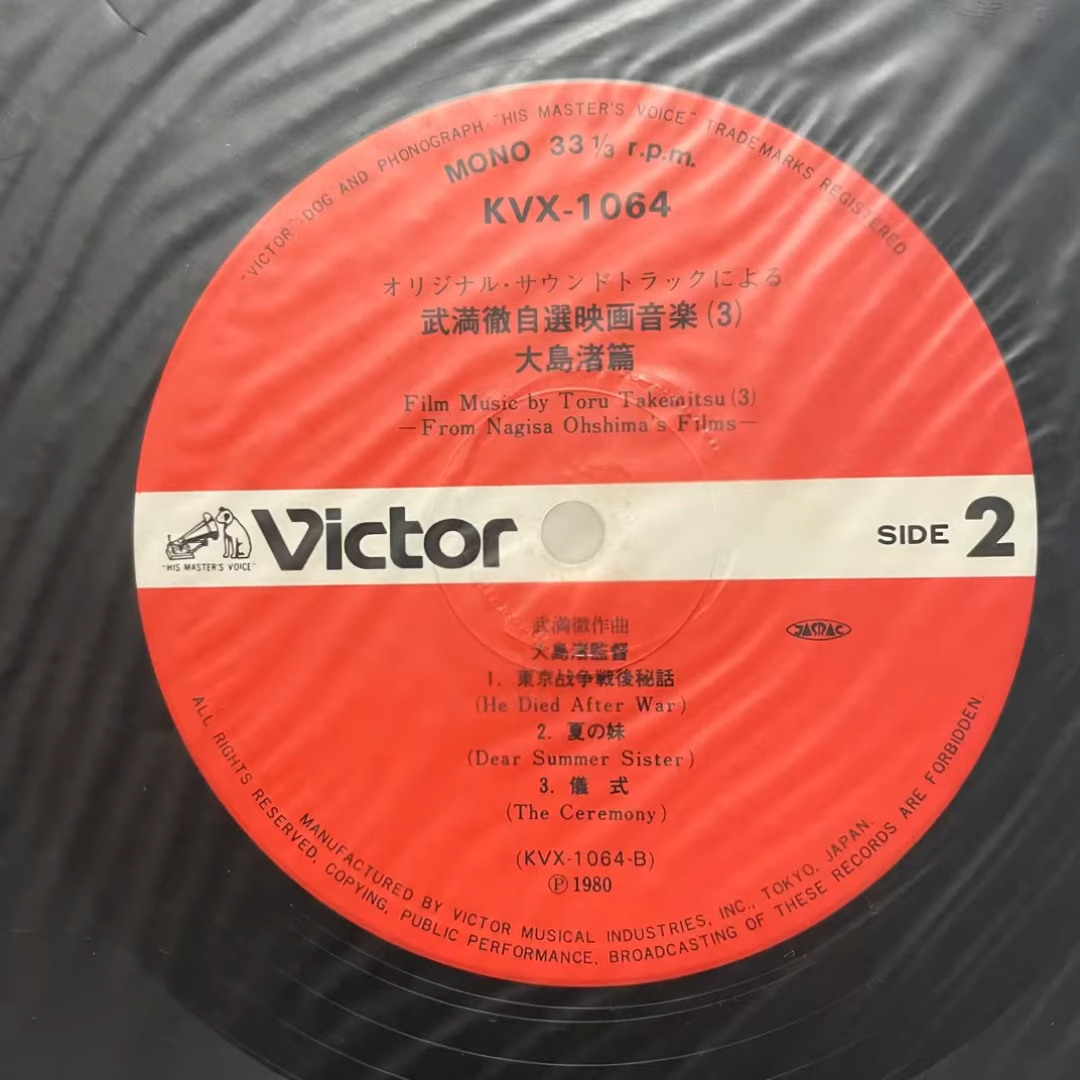 "VICTOR"-DOG AND PHONOGRAPH-"HIS MASTER'S VOICE" TRADEMARKS REGISTERED
MONO 33 1/3 r.p.m.
KVX-1064
オリジナル・サウンドトラックによる
武満徹自選映画音楽(3)
大島渚篇
Film Music by Toru Takemitsu(3)
—From Nagisa Ohshima's Films—
"HIS MASTER'S VOICE"
Victor
SIDE 2
武満徹作曲
大島渚監督
JASRAC
1. 東京战争戦後秘話
(He Died After War)
2. 夏の妹
(Dear Summer Sister)
3. 儀 式
(The Ceremony)
(KVX-1064-B)
Ⓟ 1980
MANUFACTURED BY VICTOR MUSICAL INDUSTRIES, INC., TOKYO, JAPAN.
ALL RIGHTS RESERVED. COPYING, PUBLIC PERFORMANCE, BROADCASTING OF THESE RECORDS ARE FORBIDDEN.